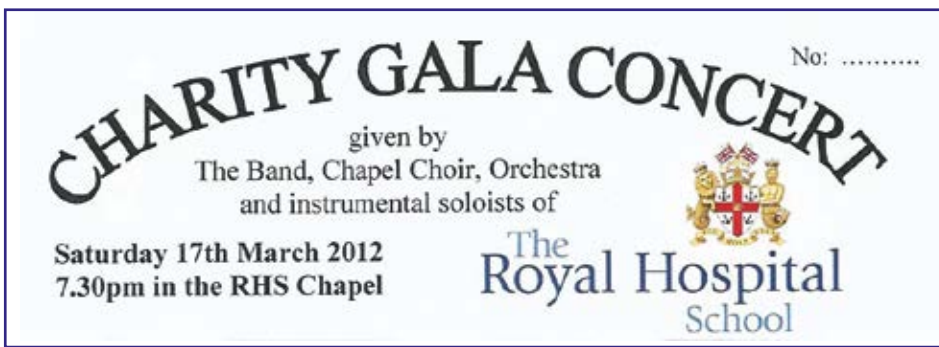 No: ..........
CHARITY GALA CONCERT
given by
The Band, Chapel Choir, Orchestra
and instrumental soloists of
Saturday 17th March 2012
7.30pm in the RHS Chapel
The
Royal Hospital
School